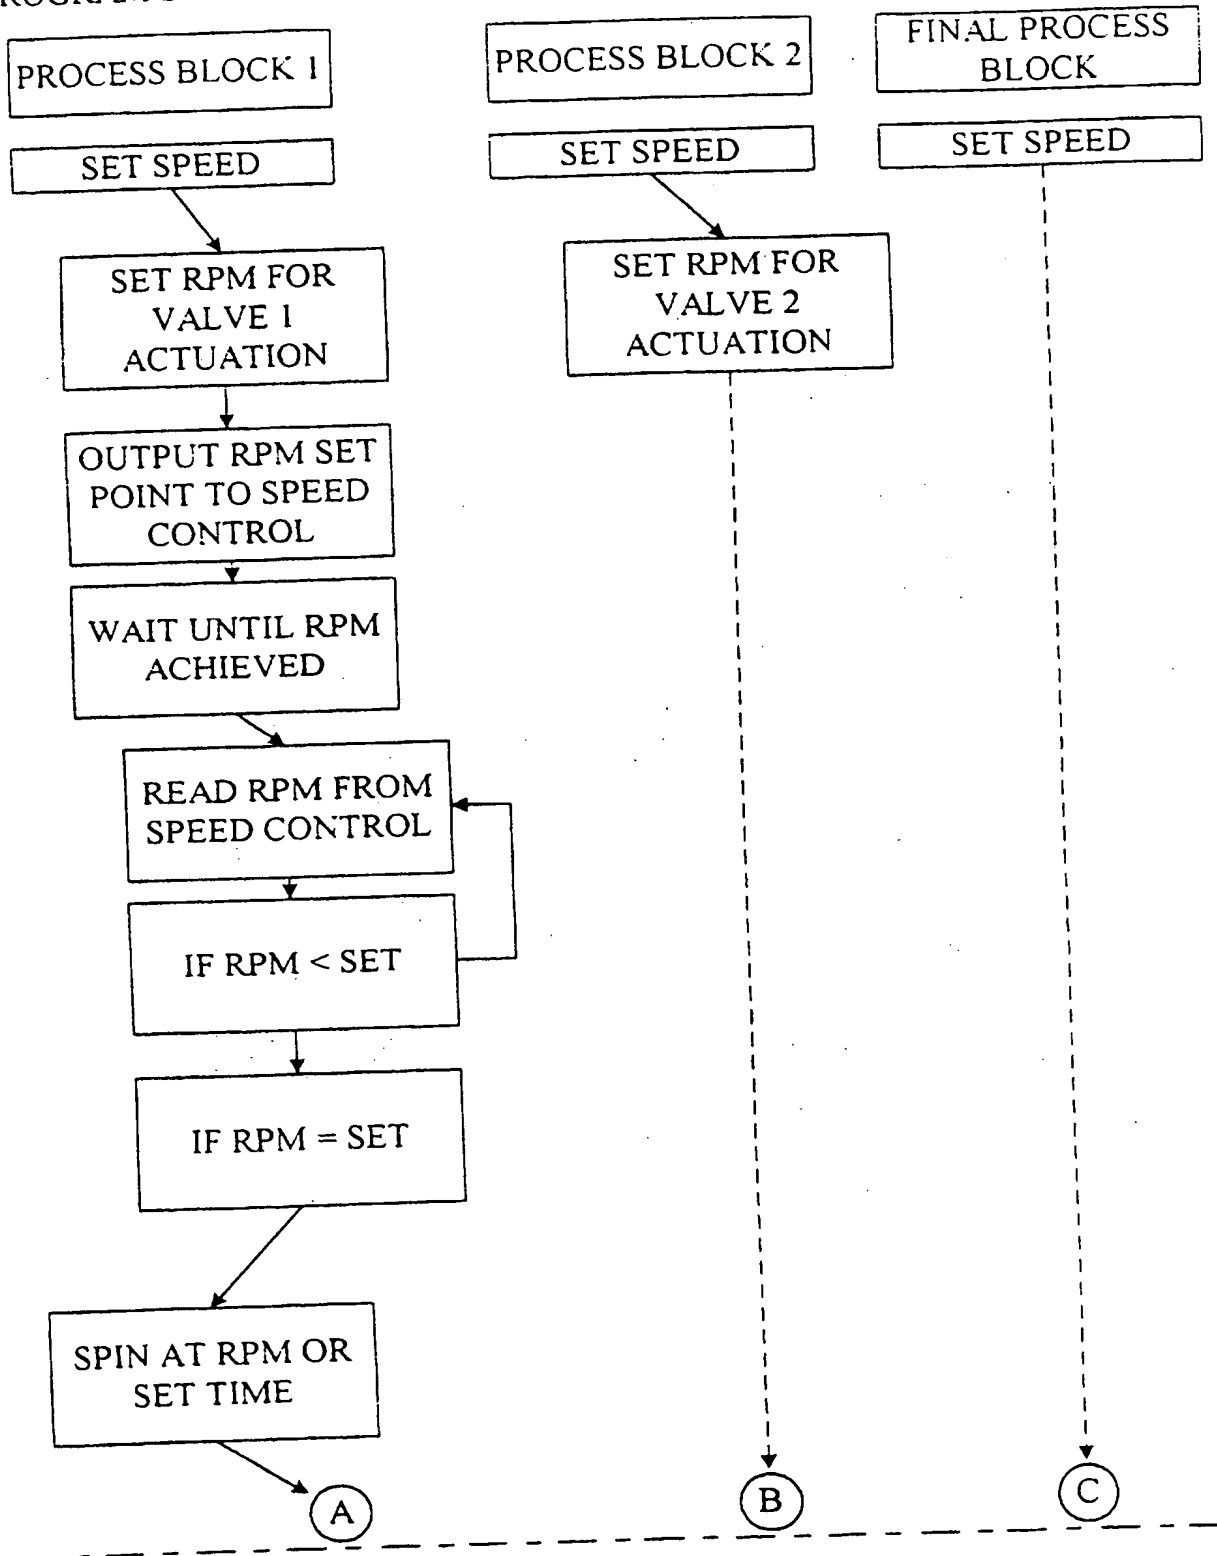 PROCESS BLOCK 1
SET SPEED
SET RPM FOR
VALVE 1
ACTUATION
OUTPUT RPM SET
POINT TO SPEED
CONTROL
WAIT UNTIL RPM
ACHIEVED
READ RPM FROM
SPEED CONTROL
IF RPM < SET
IF RPM = SET
SPIN AT RPM OR
SET TIME
A
PROCESS BLOCK 2
SET SPEED
SET RPM FOR
VALVE 2
ACTUATION
B
FINAL PROCESS
BLOCK
SET SPEED
C